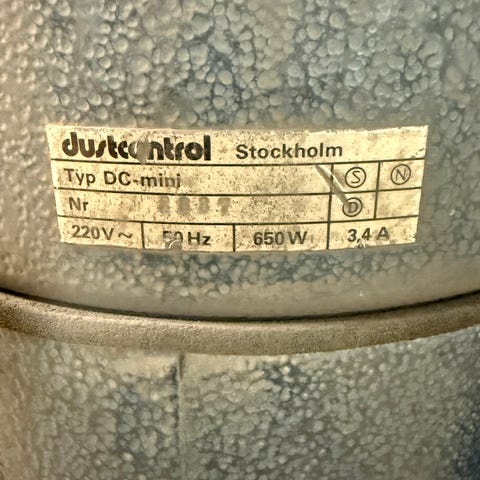 dustcontrol Stockholm
Typ DC-mini S N
Nr D
220V~ 50 Hz 650 W 3,4 A